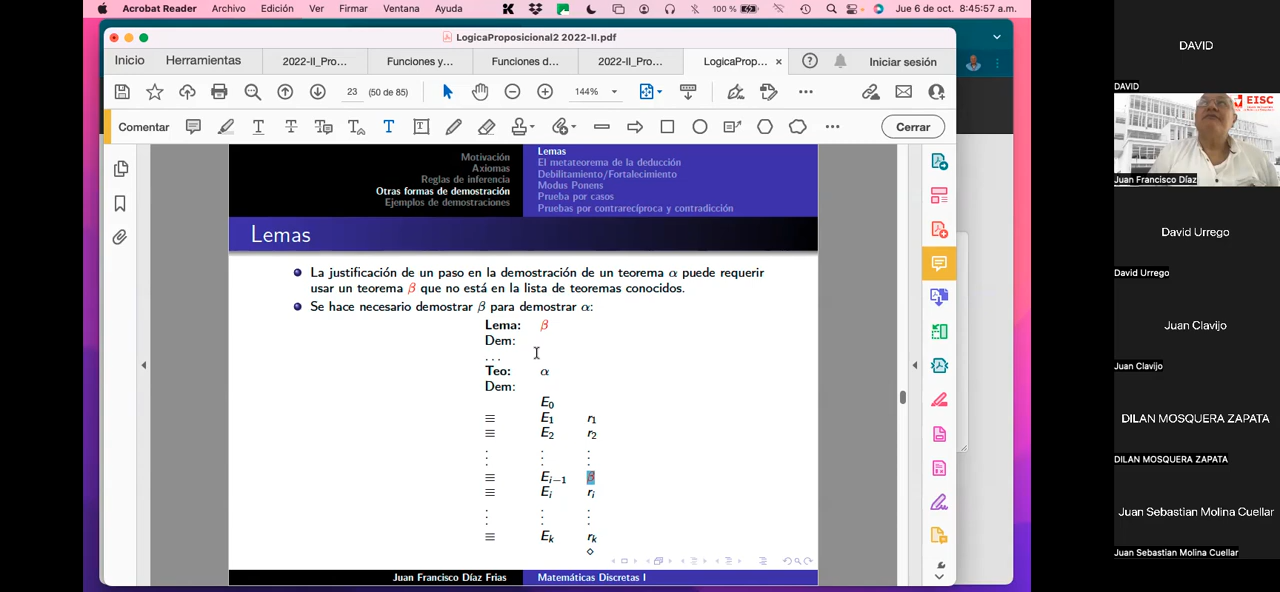 Acrobat Reader Archivo Edición Ver Firmar Ventana Ayuda 100 % Jue 6 de oct. 8:45:57 a.m.
LogicaProposicional2 2022-II.pdf
Inicio Herramientas 2022-II_Pro... Funciones y... Funciones d... 2022-II_Pro... LogicaProp... × Iniciar sesión
23 (50 de 85) 144%
Comentar Cerrar
Motivación
Axiomas
Reglas de inferencia
Otras formas de demostración
Ejemplos de demostraciones
Lemas
El metateorema de la deducción
Debilitamiento/Fortalecimiento
Modus Ponens
Prueba por casos
Pruebas por contrarecíproca y contradicción
Lemas
La justificación de un paso en la demostración de un teorema α puede requerir
usar un teorema β que no está en la lista de teoremas conocidos.
Se hace necesario demostrar β para demostrar α:
Lema: β
Dem:
...
Teo: α
Dem:
E₀
≡ E₁ r₁
≡ E₂ r₂
⋮ ⋮ ⋮
≡ Eᵢ₋₁ β
≡ Eᵢ rᵢ
⋮ ⋮ ⋮
≡ Eₖ rₖ
⋄
Juan Francisco Díaz Frias Matemáticas Discretas I
DAVID
DAVID
EISC
Juan Francisco Díaz
David Urrego
David Urrego
Juan Clavijo
Juan Clavijo
DILAN MOSQUERA ZAPATA
DILAN MOSQUERA ZAPATA
Juan Sebastian Molina Cuellar
Juan Sebastian Molina Cuellar